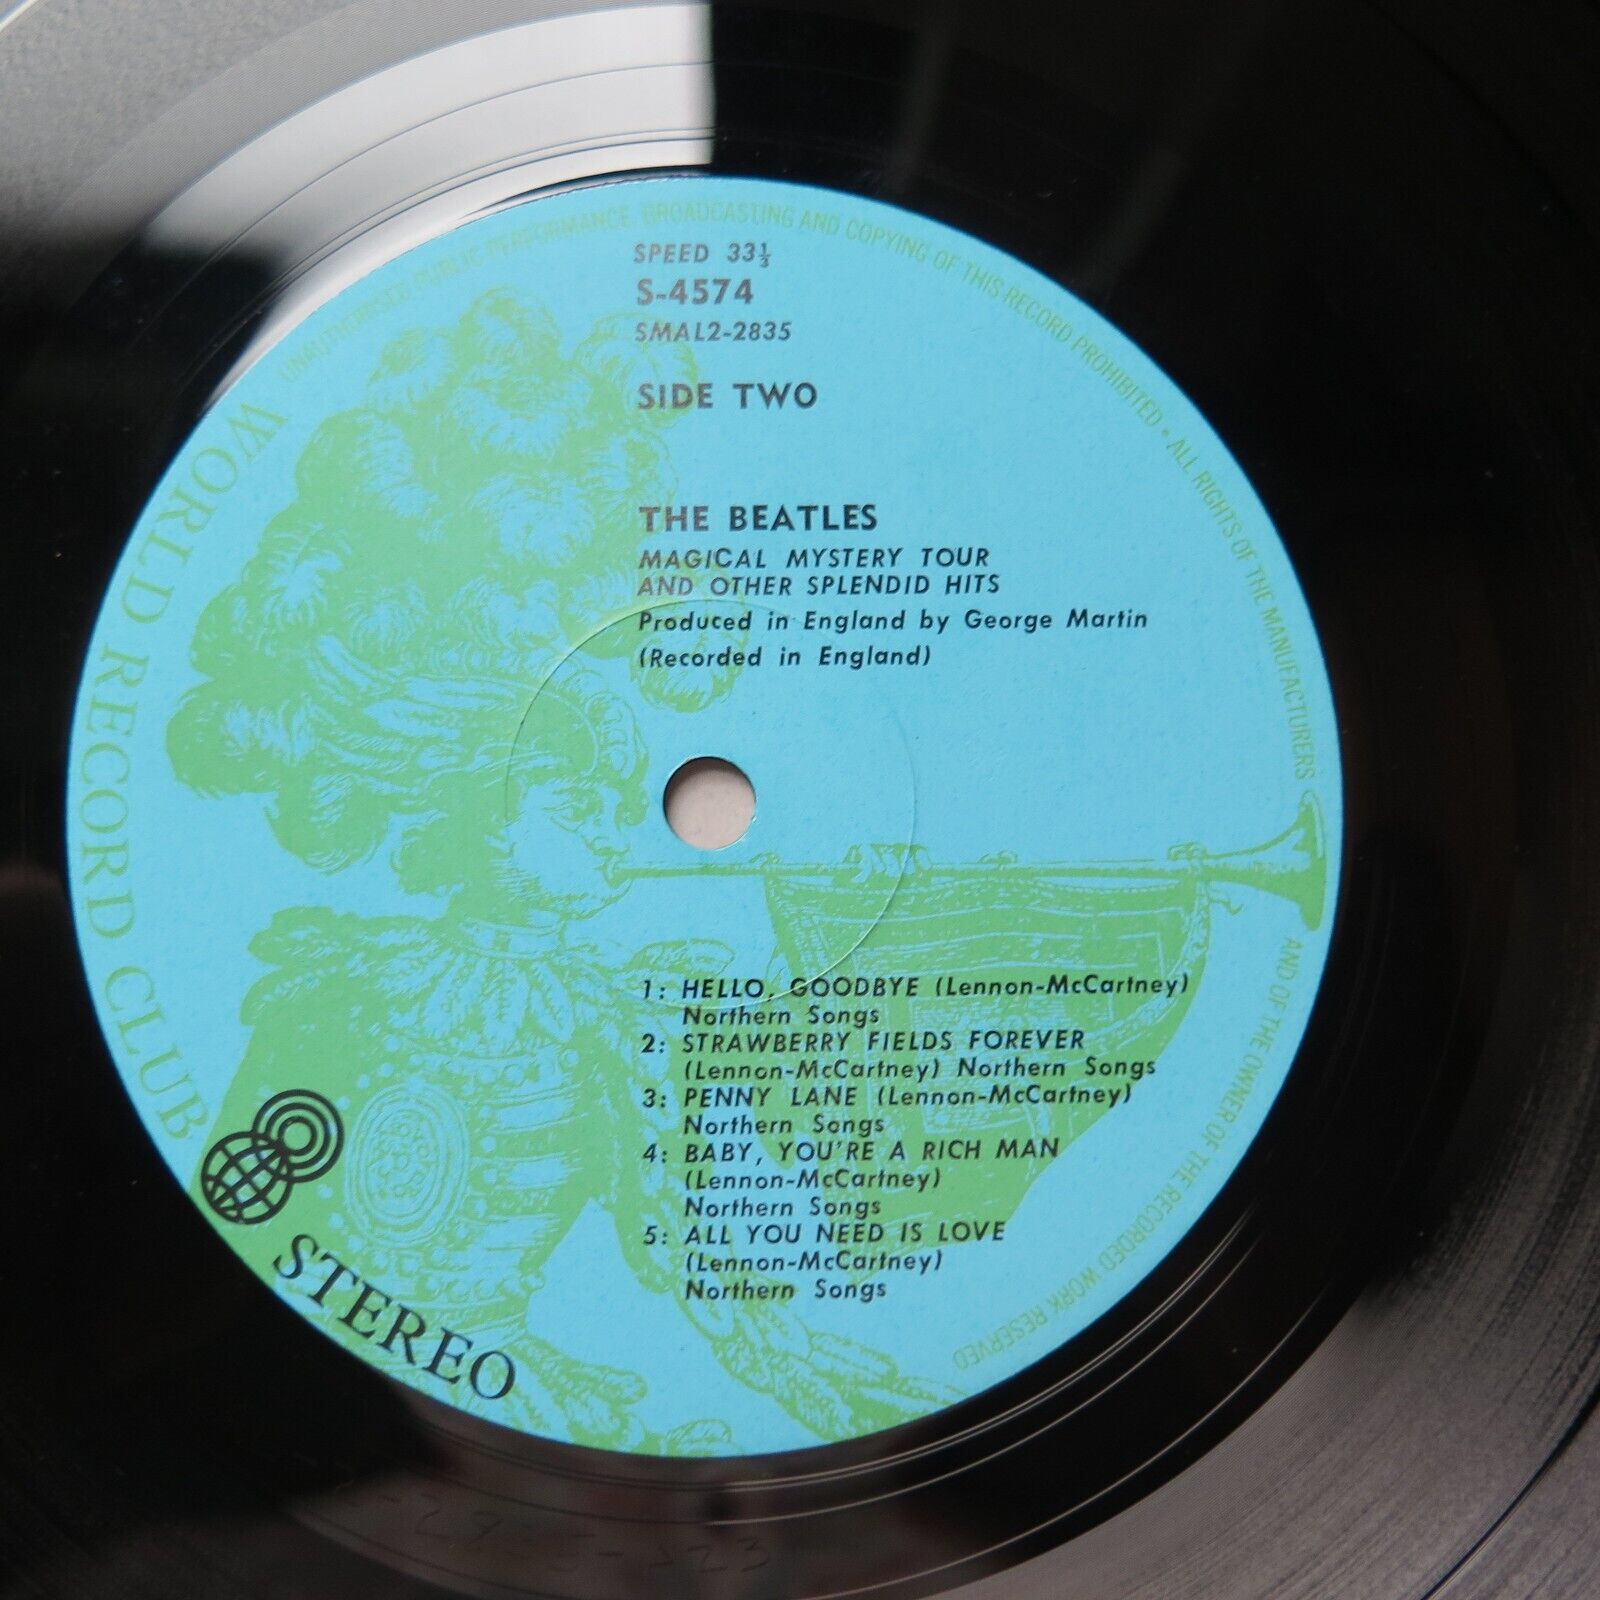 UNAUTHORISED PUBLIC PERFORMANCE, BROADCASTING AND COPYING OF THIS RECORD PROHIBITED • ALL RIGHTS OF THE MANUFACTURERS AND OF THE OWNER OF THE RECORDED WORK RESERVED
WORLD RECORD CLUB
SPEED 33⅓
S-4574
SMAL2-2835
SIDE TWO
THE BEATLES
MAGICAL MYSTERY TOUR
AND OTHER SPLENDID HITS
Produced in England by George Martin
(Recorded in England)
1: HELLO, GOODBYE (Lennon-McCartney)
Northern Songs
2: STRAWBERRY FIELDS FOREVER
(Lennon-McCartney) Northern Songs
3: PENNY LANE (Lennon-McCartney)
Northern Songs
4: BABY, YOU'RE A RICH MAN
(Lennon-McCartney)
Northern Songs
5: ALL YOU NEED IS LOVE
(Lennon-McCartney)
Northern Songs
STEREO